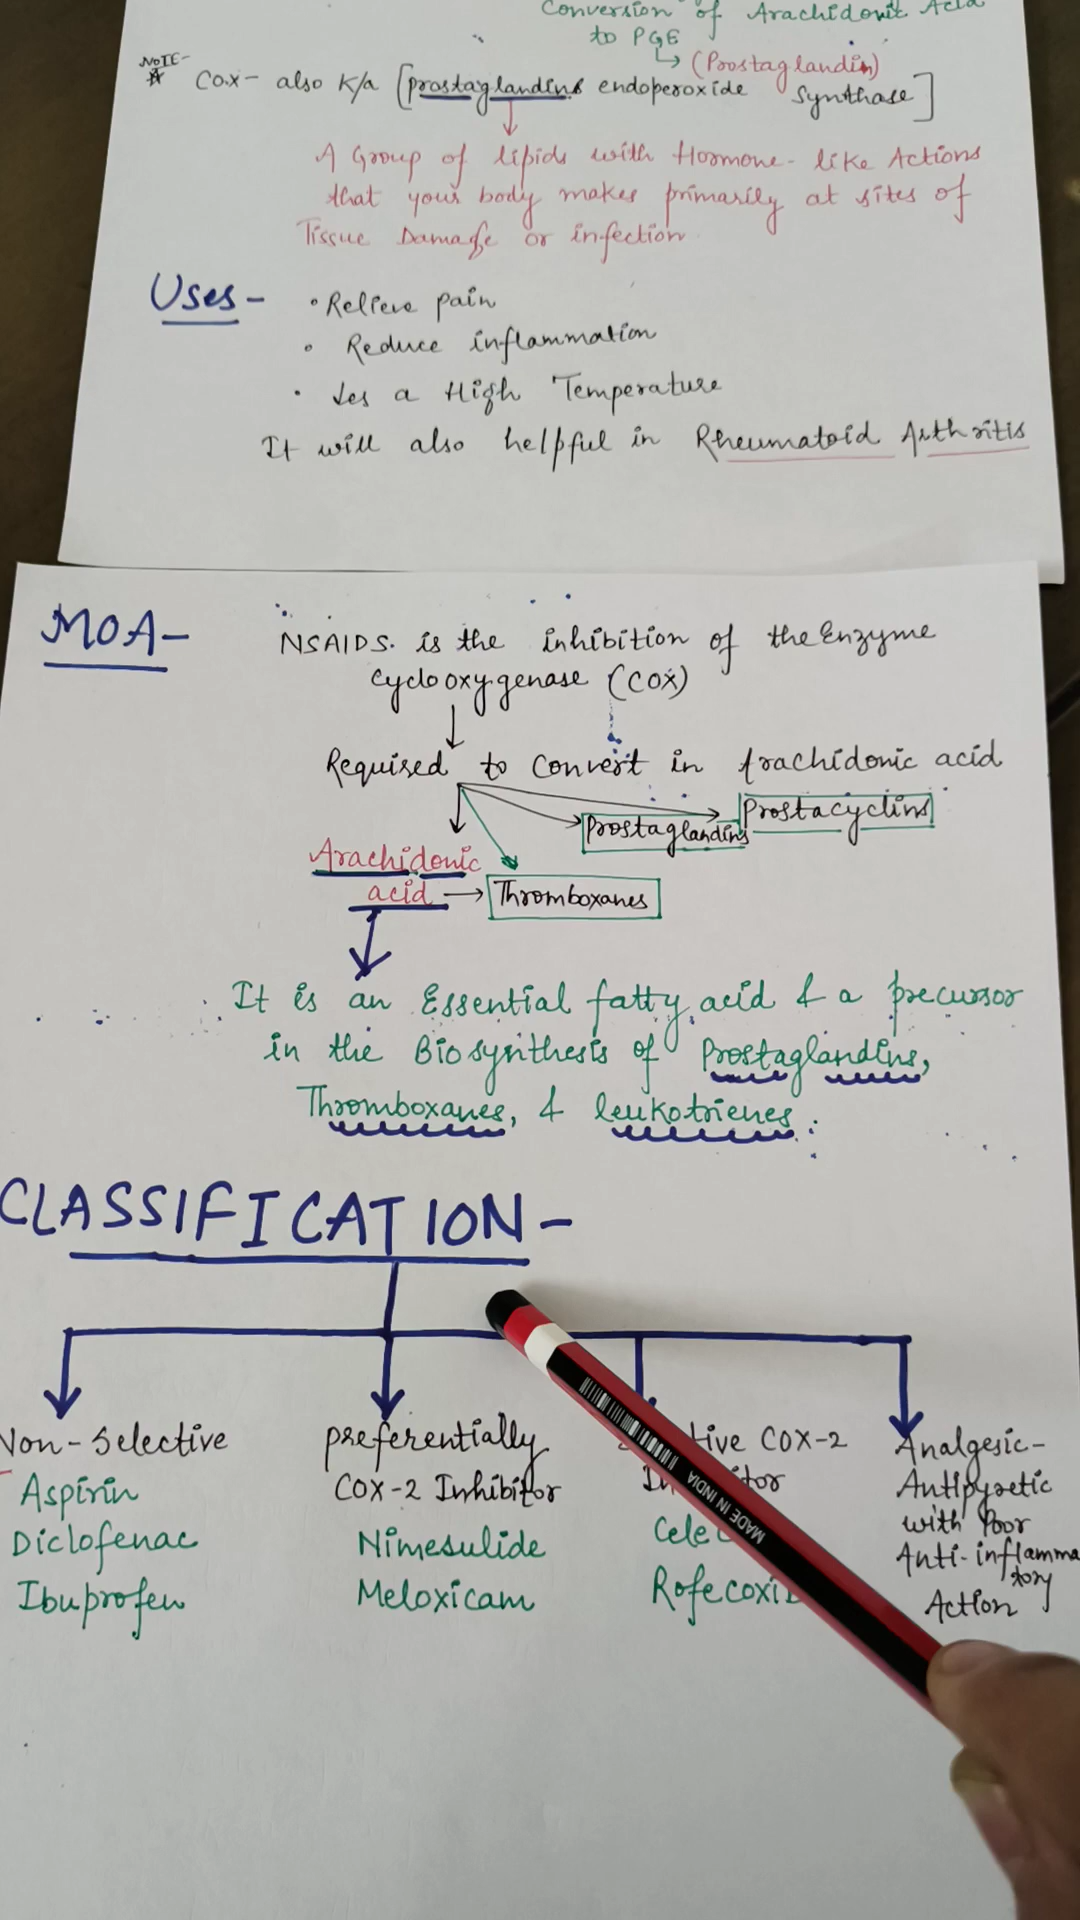 Conversion of Arachidonic Acid
to PGE
(Prostaglandin)
NOTE-
Cox- also K/a [prostaglandins endoperoxide synthase]
A Group of lipids with Hormone-like Actions
that your body makes primarily at sites of
Tissue Damage or infection.
Uses-
• Relieve pain
• Reduce inflammation
• Les a High Temperature
It will also helpful in Rheumatoid Arthritis
MOA-
NSAIDS. is the inhibition of the Enzyme
Cyclooxygenase (COX)
Required to Convert in Arachidonic acid
Prostacyclins
Prostaglandins
Arachidonic
acid → Thromboxanes
It is an Essential fatty acid & a precursor
in the Biosynthesis of Prostaglandins,
Thromboxanes, & leukotrienes.
CLASSIFICATION-
Non-Selective
Aspirin
Diclofenac
Ibuprofen
preferentially
COX-2 Inhibitor
Nimesulide
Meloxicam
tive COX-2
In tor
Cele
Rofecoxi
Analgesic-
Antipyretic
with Poor
Anti-inflamma
tory
Action
MADE IN INDIA